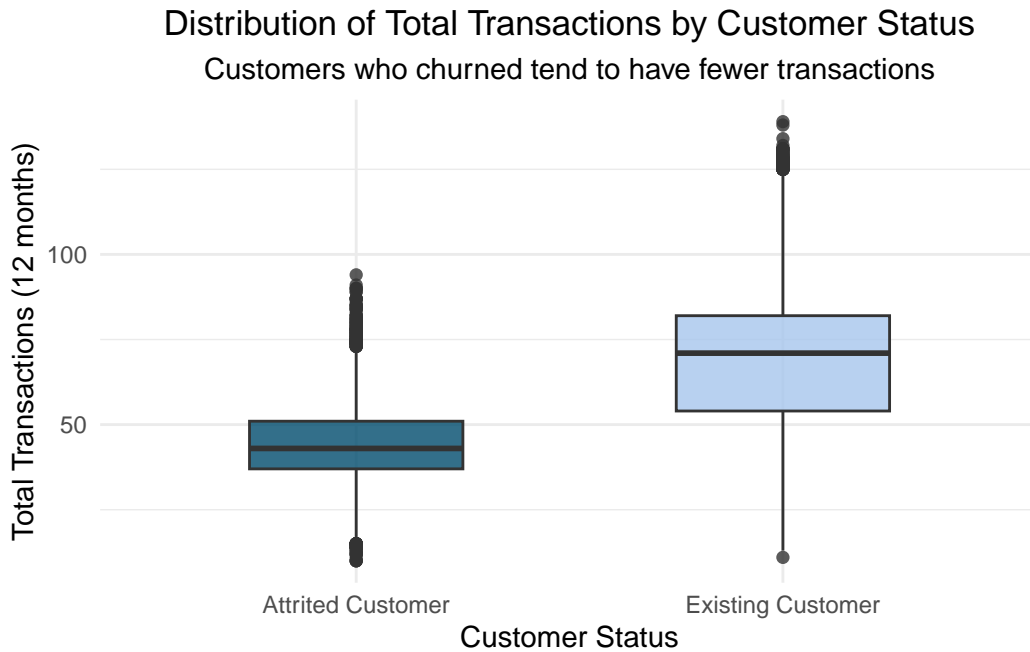 Distribution of Total Transactions by Customer Status
Customers who churned tend to have fewer transactions
Total Transactions (12 months)
100
50
Attrited Customer
Existing Customer
Customer Status